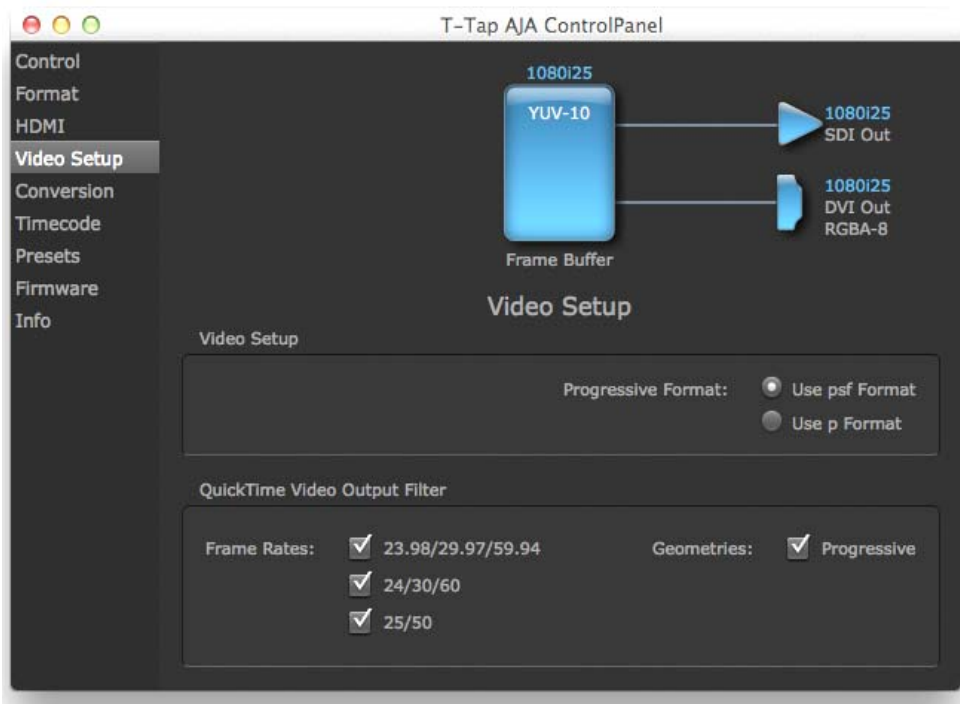 T-Tap AJA ControlPanel
Control
Format
HDMI
Video Setup
Conversion
Timecode
Presets
Firmware
Info
1080i25
YUV-10
Frame Buffer
1080i25
SDI Out
1080i25
DVI Out
RGBA-8
Video Setup
Video Setup
Progressive Format:
Use psf Format
Use p Format
QuickTime Video Output Filter
Frame Rates:
23.98/29.97/59.94
24/30/60
25/50
Geometries:
Progressive